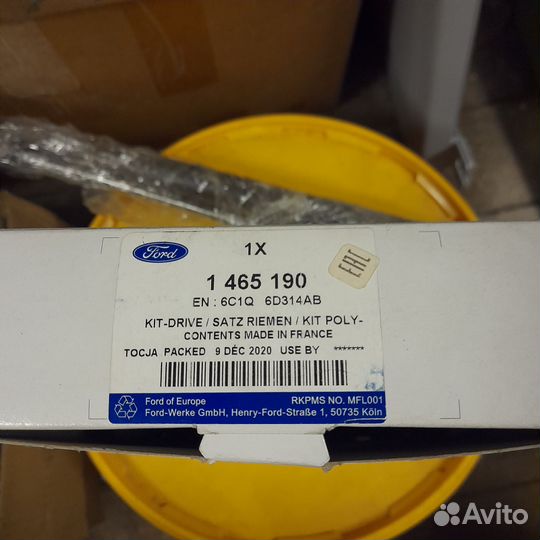 Ford
1X
EAC
1 465 190
EN : 6C1Q 6D314AB
KIT-DRIVE / SATZ RIEMEN / KIT POLY-
CONTENTS MADE IN FRANCE
TOCJA PACKED 9 DÉC 2020 USE BY *******
Ford of Europe
RKPMS NO. MFL001
Ford-Werke GmbH, Henry-Ford-Straße 1, 50735 Köln
Avito